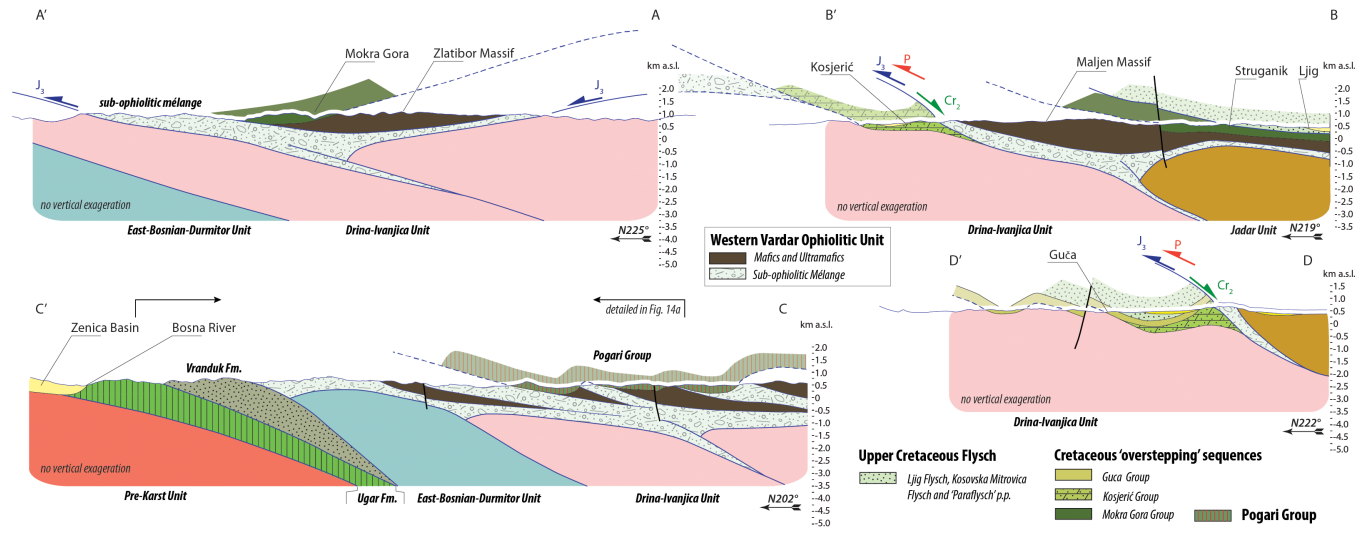 A’
A
J3
Mokra Gora
Zlatibor Massif
J3
sub-ophiolitic mélange
km a.s.l.
2.0
1.5
1.0
0.5
0
-0.5
-1.0
-1.5
-2.0
-2.5
-3.0
-3.5
-4.0
-4.5
-5.0
no vertical exageration
East-Bosnian-Durmitor Unit
Drina-Ivanjica Unit
N225°
B’
B
J3
P
Kosjerić
Cr2
Maljen Massif
Struganik
Ljig
km a.s.l.
2.0
1.5
1.0
0.5
0
-0.5
-1.0
-1.5
-2.0
-2.5
-3.0
-3.5
no vertical exageration
Drina-Ivanjica Unit
Jadar Unit
N219°
Western Vardar Ophiolitic Unit
Mafics and Ultramafics
Sub-ophiolitic Mélange
C’
C
detailed in Fig. 14a
Zenica Basin
Bosna River
Vranduk Fm.
Pogari Group
km a.s.l.
2.0
1.5
1.0
0.5
0
-0.5
-1.0
-1.5
-2.0
-2.5
-3.0
-3.5
-4.0
-4.5
-5.0
no vertical exageration
Pre-Karst Unit
Ugar Fm.
East-Bosnian-Durmitor Unit
Drina-Ivanjica Unit
N202°
D’
D
Guča
J3
P
Cr2
km a.s.l.
1.5
1.0
0.5
0
-0.5
-1.0
-1.5
-2.0
-2.5
-3.0
-3.5
-4.0
-4.5
-5.0
no vertical exageration
Drina-Ivanjica Unit
N222°
Upper Cretaceous Flysch
Ljig Flysch, Kosovska Mitrovica
Flysch and ‘Paraflysch’ p.p.
Cretaceous ‘overstepping’ sequences
Guca Group
Kosjerić Group
Mokra Gora Group
Pogari Group